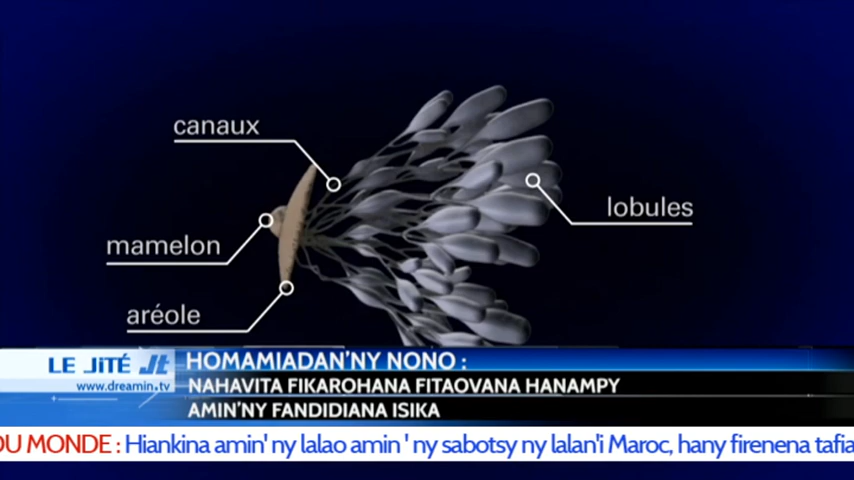 canaux
lobules
mamelon
aréole
LE JiTÉ Jt
www.dreamin.tv
HOMAMIADAN'NY NONO :
NAHAVITA FIKAROHANA FITAOVANA HANAMPY
AMIN'NY FANDIDIANA ISIKA
DU MONDE : Hiankina amin' ny lalao amin ' ny sabotsy ny lalan'i Maroc, hany firenena tafia